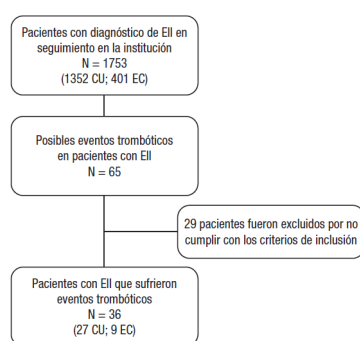 Pacientes con diagnóstico de EII en
seguimiento en la institución
N = 1753
(1352 CU; 401 EC)
Posibles eventos trombóticos
en pacientes con EII
N = 65
29 pacientes fueron excluidos por no
cumplir con los criterios de inclusión
Pacientes con EII que sufrieron
eventos trombóticos
N = 36
(27 CU; 9 EC)